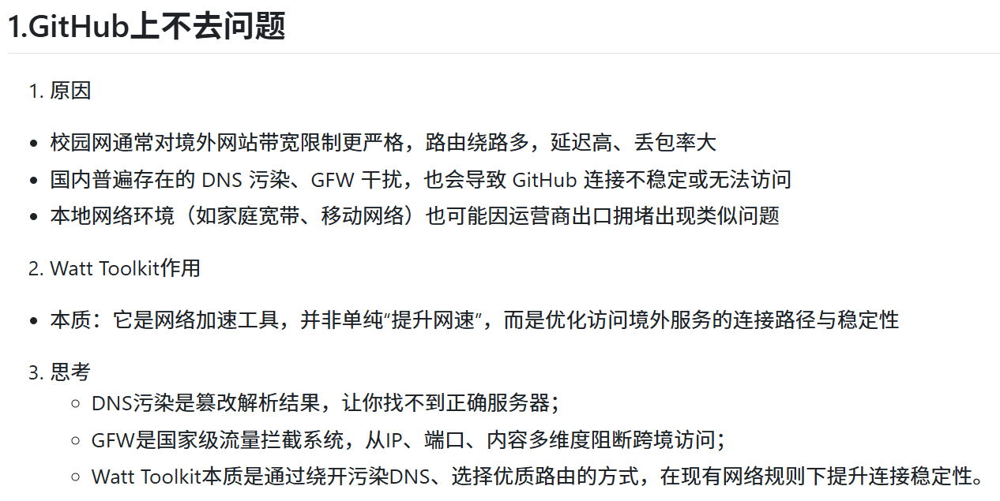 1.GitHub上不去问题
1. 原因
• 校园网通常对境外网站带宽限制更严格，路由绕路多，延迟高、丢包率大
• 国内普遍存在的 DNS 污染、GFW 干扰，也会导致 GitHub 连接不稳定或无法访问
• 本地网络环境（如家庭宽带、移动网络）也可能因运营商出口拥堵出现类似问题
2. Watt Toolkit作用
• 本质：它是网络加速工具，并非单纯“提升网速”，而是优化访问境外服务的连接路径与稳定性
3. 思考
○ DNS污染是篡改解析结果，让你找不到正确服务器；
○ GFW是国家级流量拦截系统，从IP、端口、内容多维度阻断跨境访问；
○ Watt Toolkit本质是通过绕开污染DNS、选择优质路由的方式，在现有网络规则下提升连接稳定性。